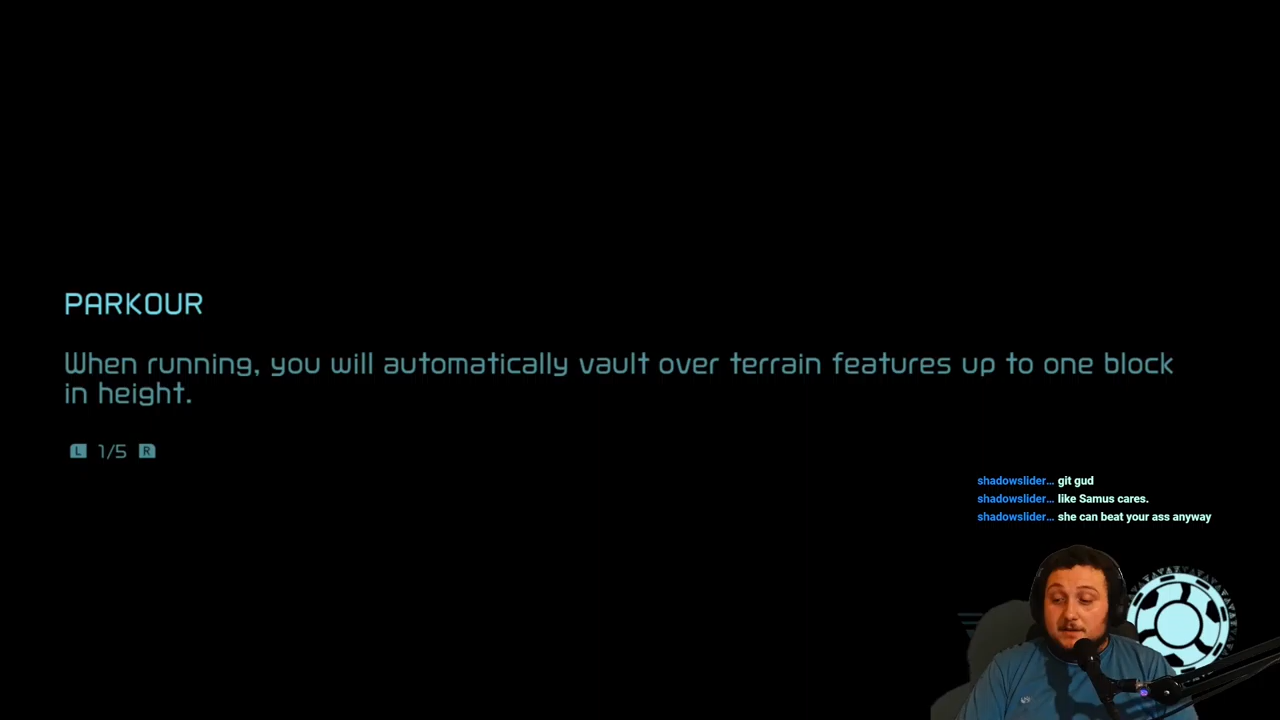 PARKOUR
When running, you will automatically vault over terrain features up to one block
in height.
L 1/5 R
shadowslider... git gud
shadowslider... like Samus cares.
shadowslider... she can beat your ass anyway